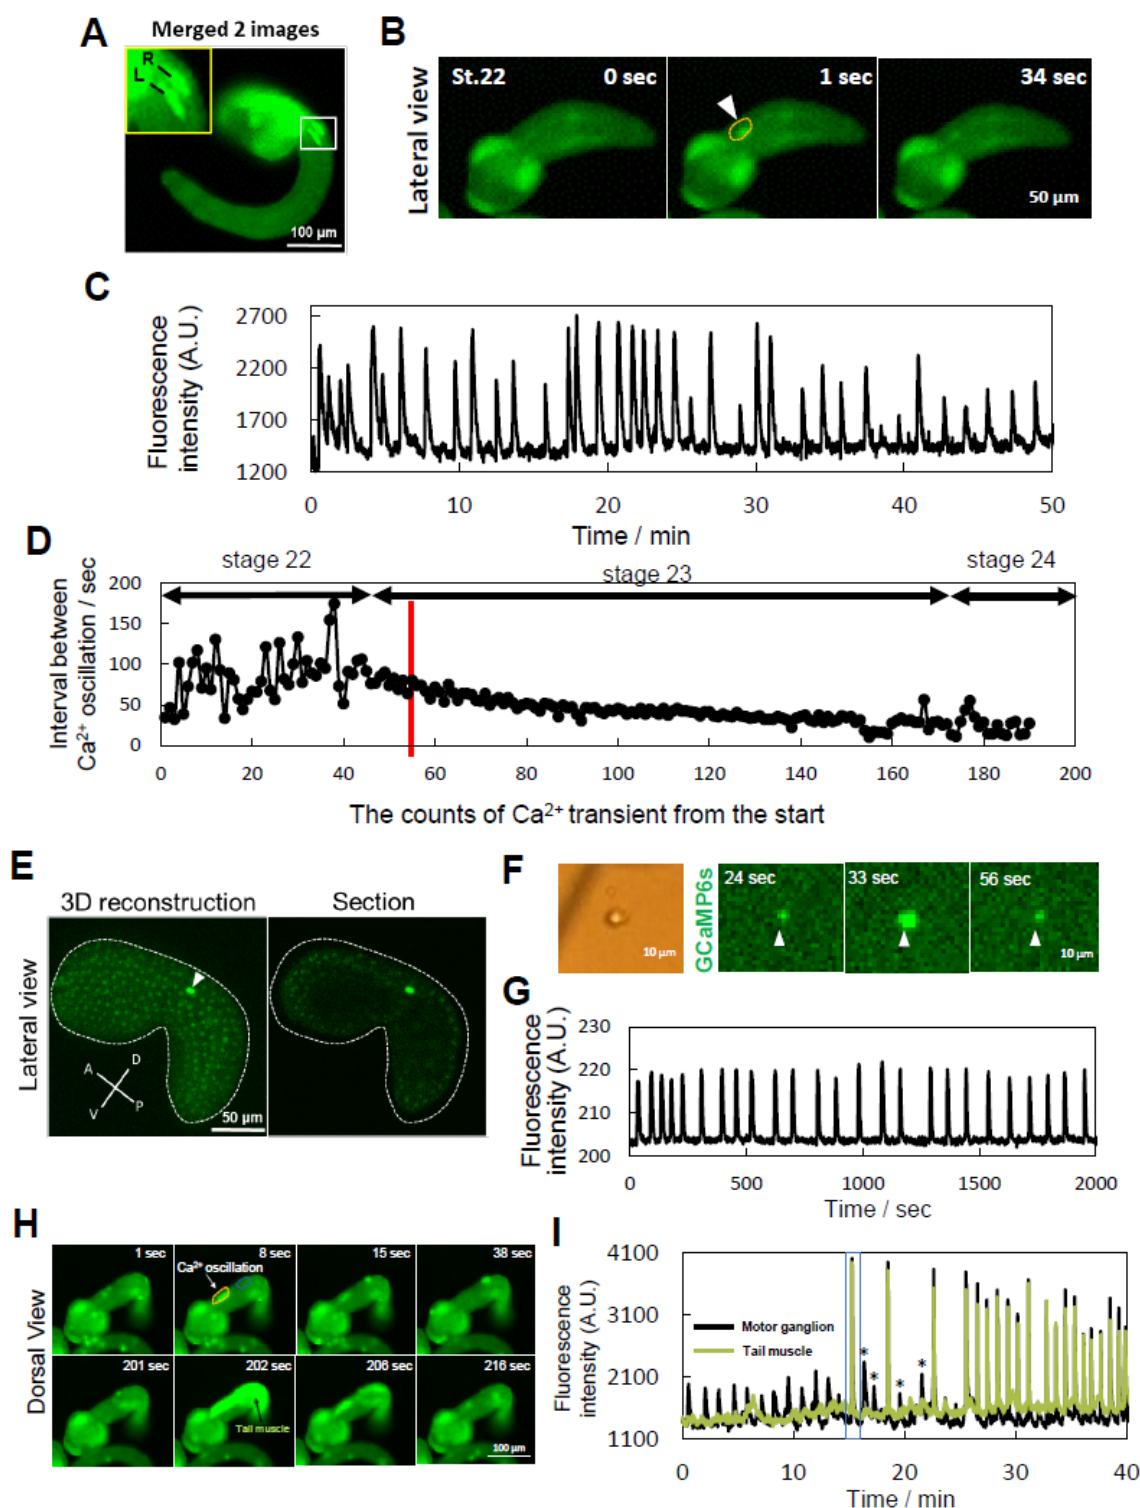 A
Merged 2 images
R
L
100 µm
B
Lateral view
St.22
0 sec
1 sec
34 sec
50 µm
C
Fluorescence
intensity (A.U.)
2700
2200
1700
1200
0
10
20
30
40
50
Time / min
D
stage 22
stage 23
stage 24
Interval between
Ca2+ oscillation / sec
200
150
100
50
0
0
20
40
60
80
100
120
140
160
180
200
The counts of Ca2+ transient from the start
E
3D reconstruction
Section
Lateral view
A
D
V
P
50 µm
F
10 µm
GCaMP6s
24 sec
33 sec
56 sec
10 µm
G
Fluorescence
intensity (A.U.)
230
220
210
200
0
500
1000
1500
2000
Time / sec
H
Dorsal View
1 sec
8 sec
15 sec
38 sec
Ca2+ oscillation
201 sec
202 sec
206 sec
216 sec
Tail muscle
100 µm
I
Fluorescence
intensity (A.U.)
4100
3100
2100
1100
Motor ganglion
Tail muscle
*
*
*
*
0
10
20
30
40
Time / min